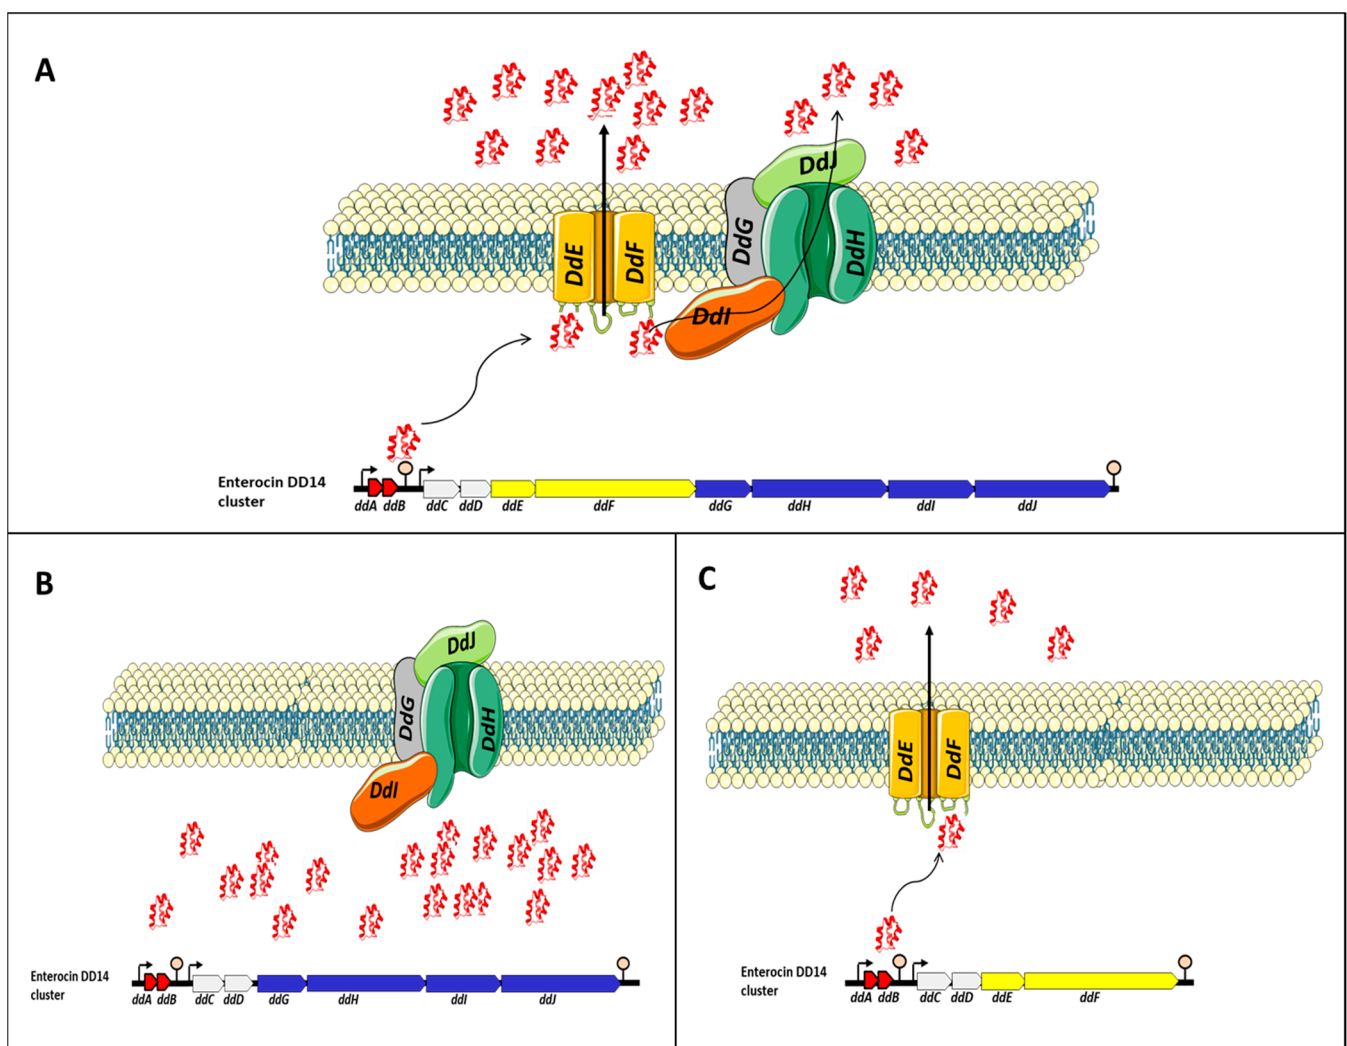 A
DdJ
DdG
DdH
DdE
DdF
DdI
Enterocin DD14
cluster
ddA ddB ddC ddD ddE ddF ddG ddH ddI ddJ
B
DdJ
DdG
DdH
DdI
Enterocin DD14
cluster
ddA ddB ddC ddD ddG ddH ddI ddJ
C
DdE
DdF
Enterocin DD14
cluster
ddA ddB ddC ddD ddE ddF